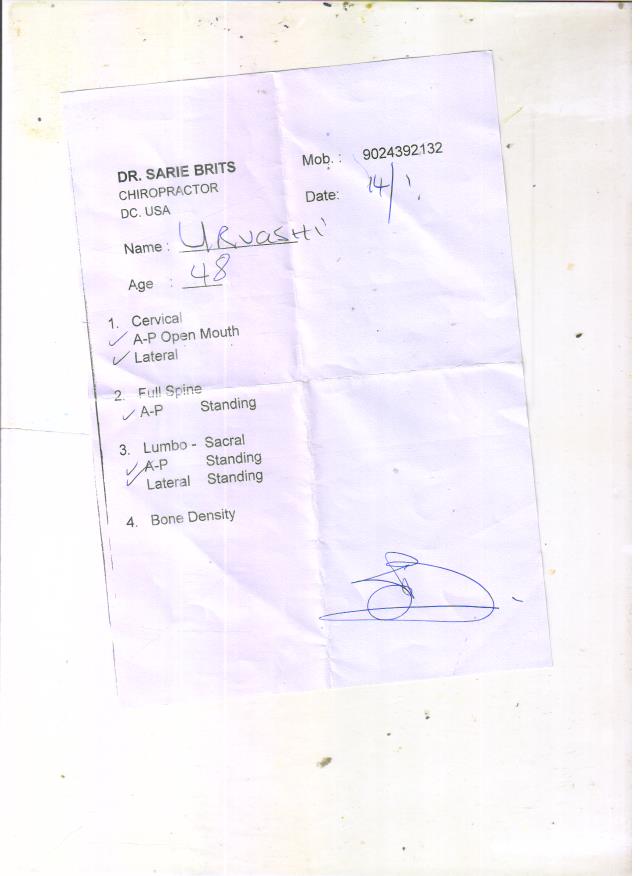 DR. SARIE BRITS
CHIROPRACTOR
DC. USA
Mob. : 9024392132
Date: 14/1
Name : URVASHI
Age : 48
1. Cervical
✓ A-P Open Mouth
✓ Lateral
2. Full Spine
✓ A-P Standing
3. Lumbo - Sacral
✓ A-P Standing
✓ Lateral Standing
4. Bone Density